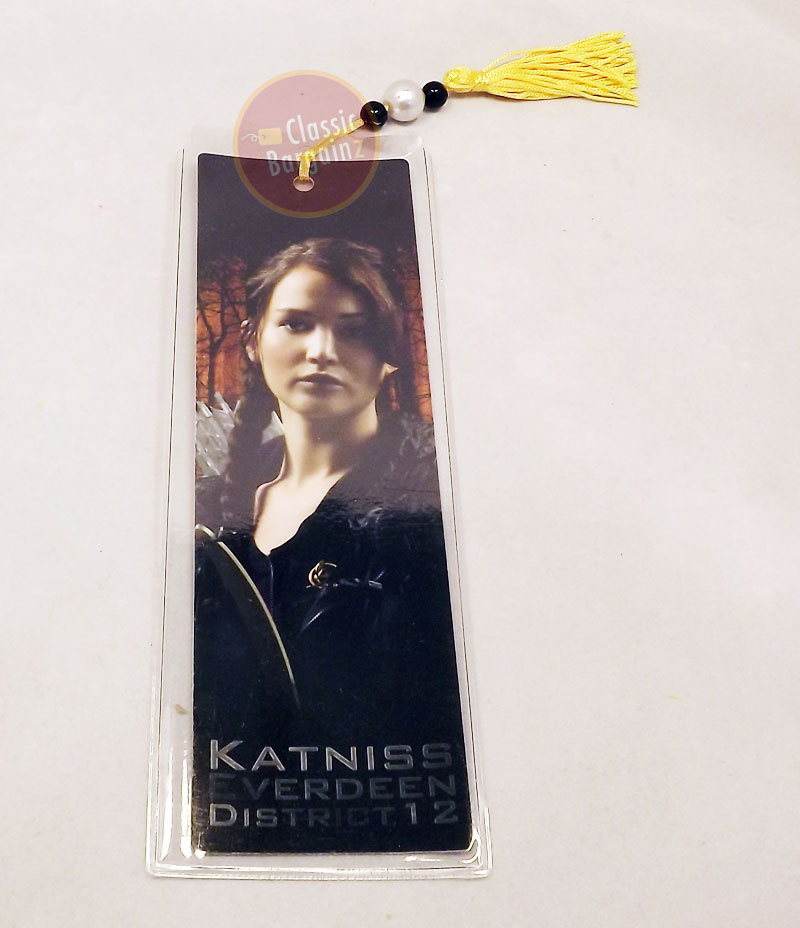 Classic
Bargainz
KATNISS
EVERDEEN
DISTRICT 12